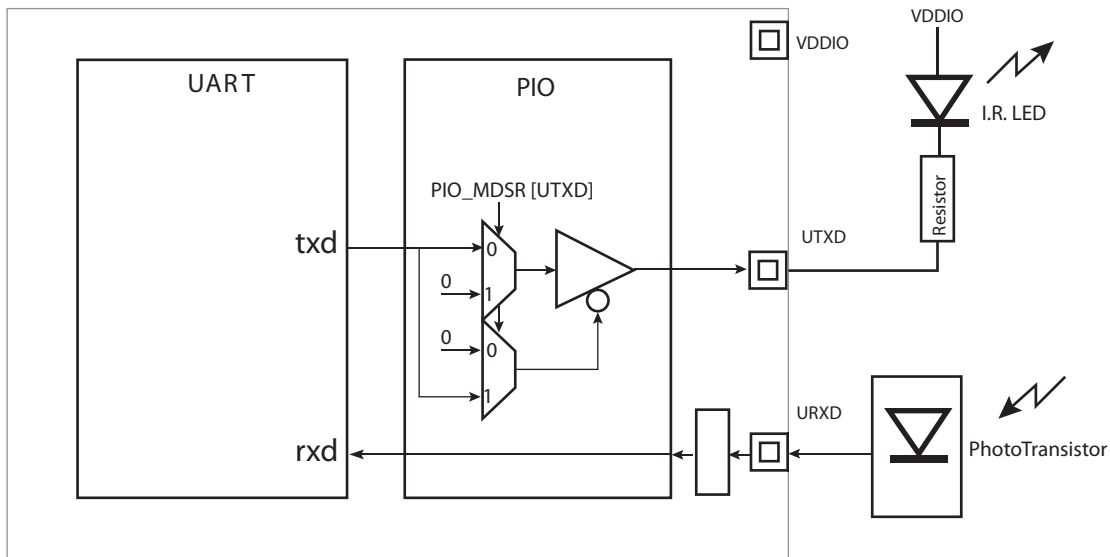 VDDIO
VDDIO
UART
PIO
I.R. LED
Resistor
PIO_MDSR [UTXD]
txd
0
UTXD
0
1
0
0
1
URXD
rxd
PhotoTransistor